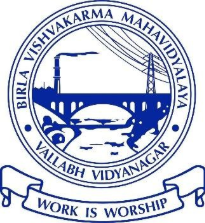 BIRLA VISHVAKARMA MAHAVIDYALAYA
VALLABH VIDYANAGAR
WORK IS WORSHIP